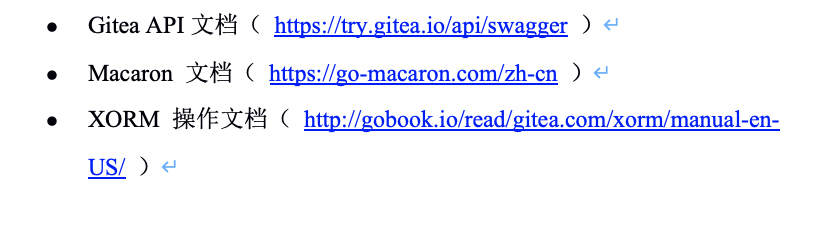 ● Gitea API 文档（ https://try.gitea.io/api/swagger ）↵
● Macaron 文档（ https://go-macaron.com/zh-cn ）↵
● XORM 操作文档（ http://gobook.io/read/gitea.com/xorm/manual-en-
US/ ）↵